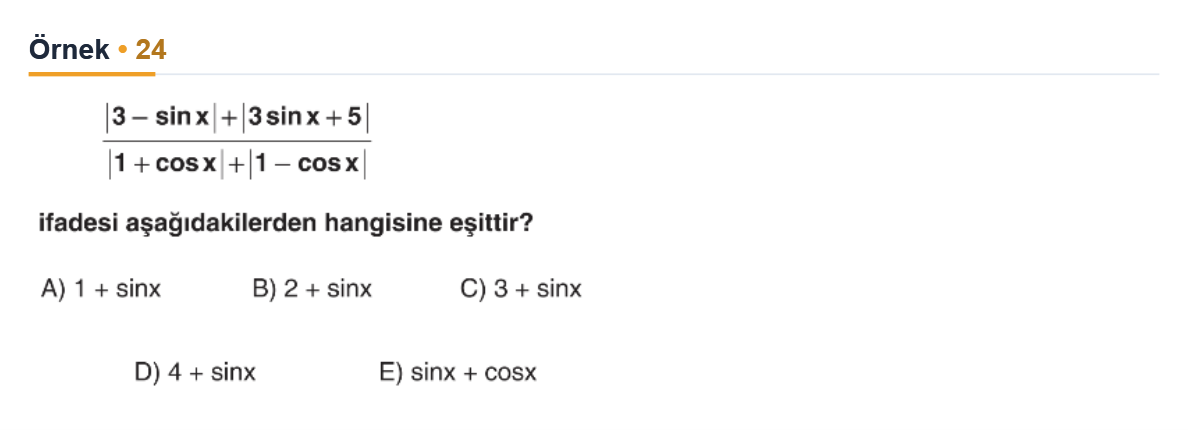 Örnek • 24
|3 – sin x| + |3 sin x + 5|
|1 + cos x| + |1 – cos x|
ifadesi aşağıdakilerden hangisine eşittir?
A) 1 + sinx B) 2 + sinx C) 3 + sinx
D) 4 + sinx E) sinx + cosx